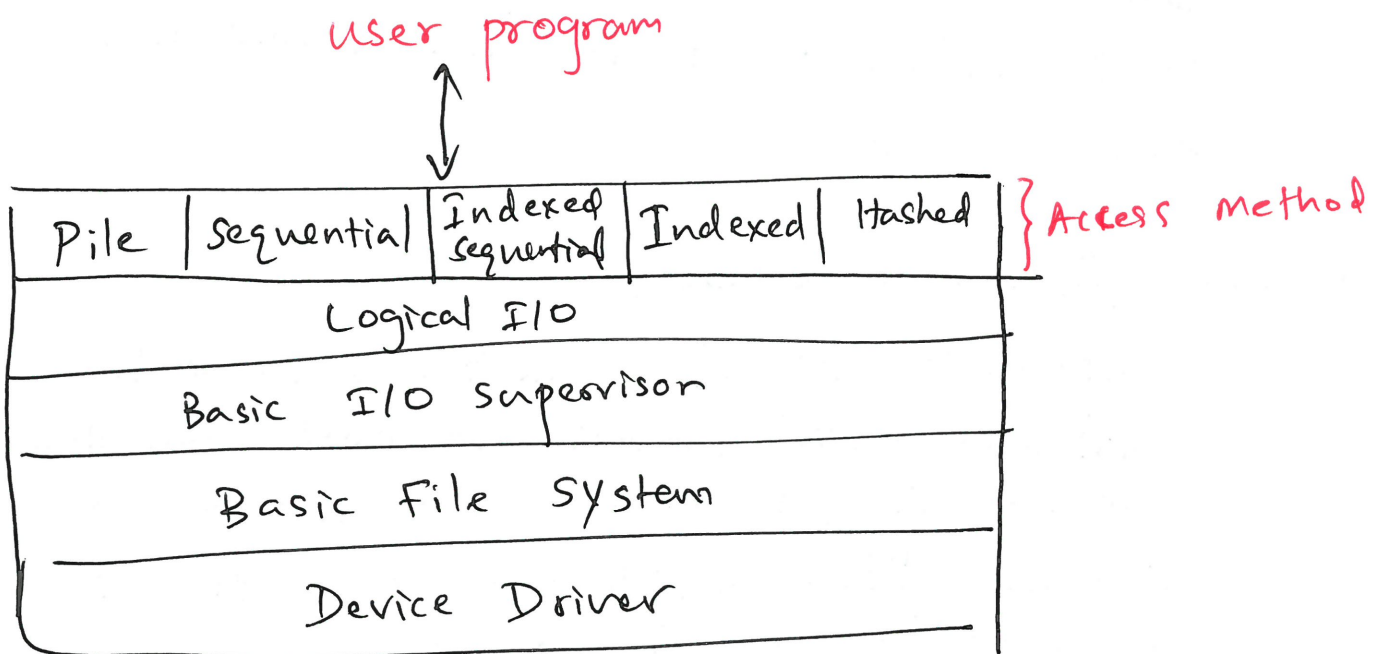 user program
Pile
sequential
Indexed
sequential
Indexed
Hashed
Access Method
Logical I/O
Basic I/O supervisor
Basic File System
Device Driver